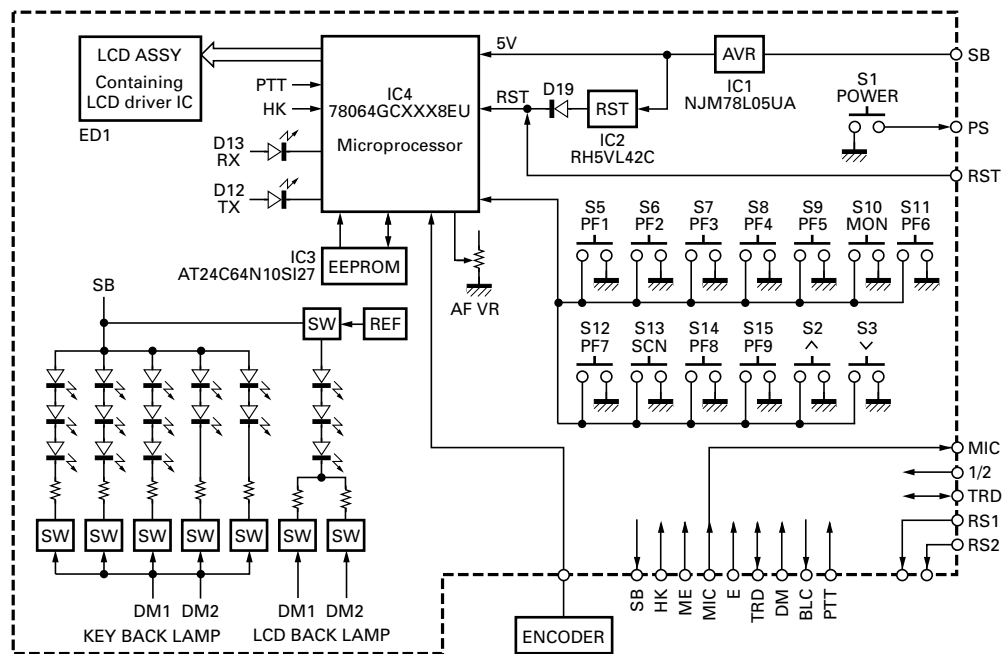 LCD ASSY
Containing
LCD driver IC
ED1
PTT
HK
D13
RX
D12
TX
IC4
78064GCXXX8EU
Microprocessor
5V
RST
D19
RST
IC2
RH5VL42C
AVR
IC1
NJM78L05UA
S1
POWER
SB
PS
RST
IC3
AT24C64N10SI27
EEPROM
AF VR
S5
PF1
S6
PF2
S7
PF3
S8
PF4
S9
PF5
S10
MON
S11
PF6
S12
PF7
S13
SCN
S14
PF8
S15
PF9
S2
S3
SB
SW
REF
SW
SW
SW
SW
SW
SW
SW
DM1
DM2
KEY BACK LAMP
DM1
DM2
LCD BACK LAMP
MIC
1/2
TRD
RS1
RS2
SB
HK
ME
MIC
E
TRD
DM
BLC
PTT
ENCODER